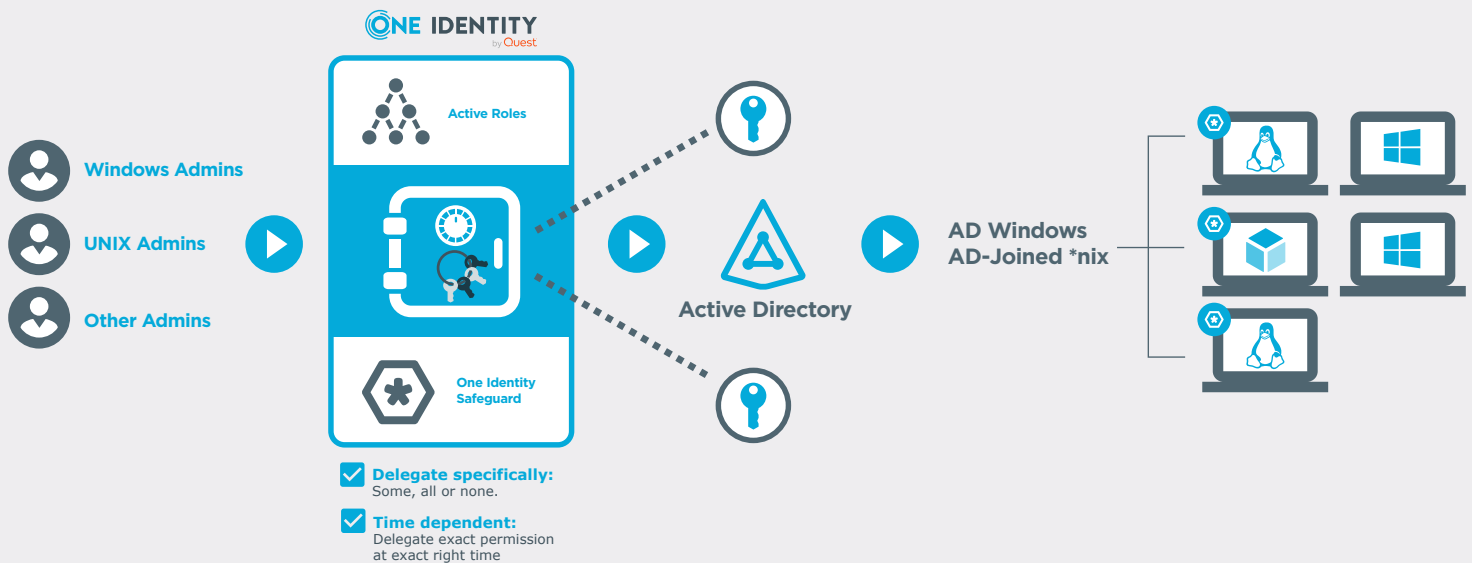 ONE IDENTITY
by Quest
Active Roles
Windows Admins
UNIX Admins
Other Admins
AD Windows
AD-Joined *nix
Active Directory
One Identity
Safeguard
Delegate specifically:
Some, all or none.
Time dependent:
Delegate exact permission
at exact right time